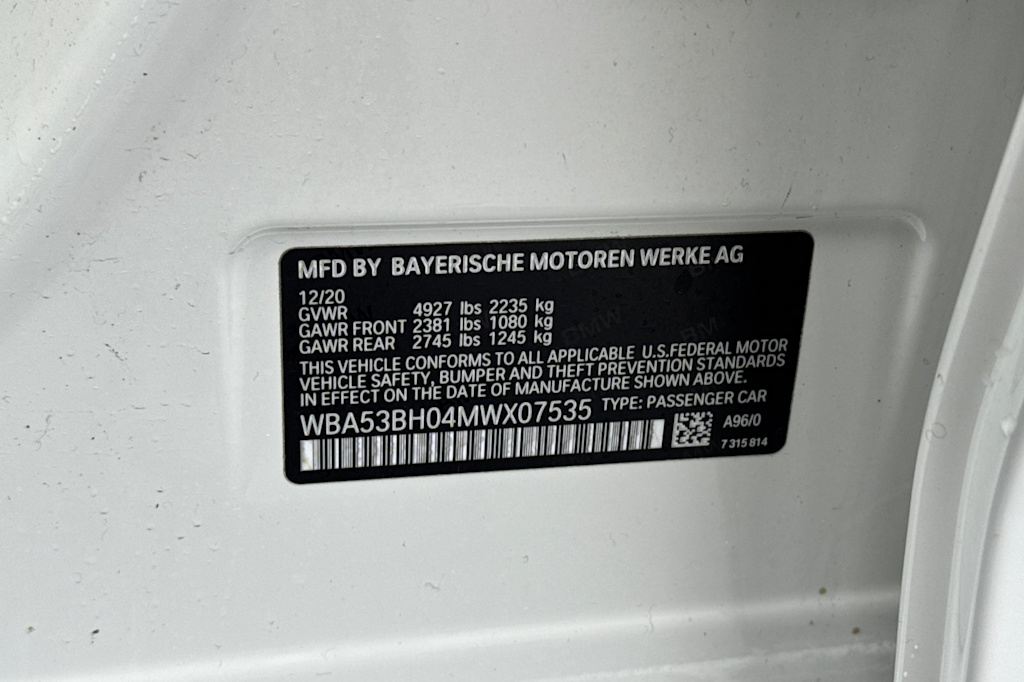 MFD BY BAYERISCHE MOTOREN WERKE AG
12/20
GVWR 4927 lbs 2235 kg
GAWR FRONT 2381 lbs 1080 kg
GAWR REAR 2745 lbs 1245 kg
THIS VEHICLE CONFORMS TO ALL APPLICABLE U.S.FEDERAL MOTOR
VEHICLE SAFETY, BUMPER AND THEFT PREVENTION STANDARDS
IN EFFECT ON THE DATE OF MANUFACTURE SHOWN ABOVE.
WBA53BH04MWX07535 TYPE: PASSENGER CAR
A96/0
7 315 814